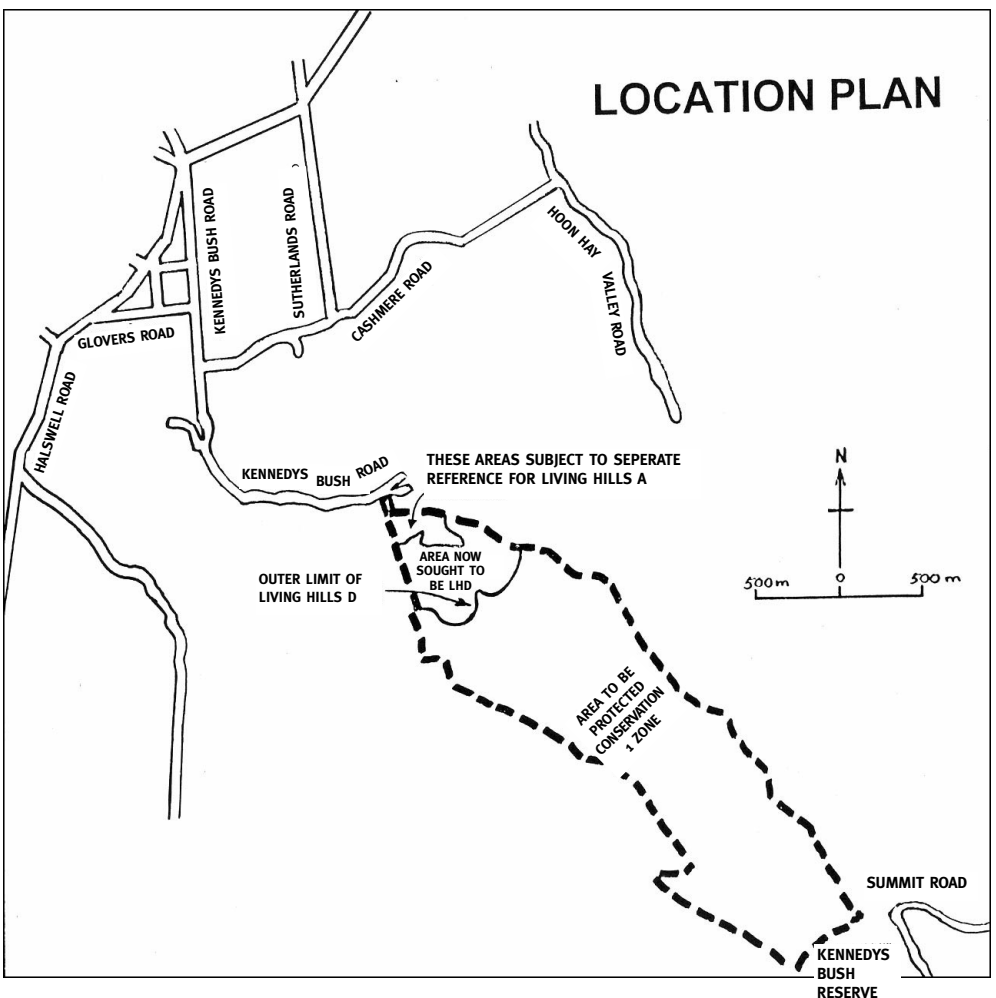 LOCATION PLAN
KENNEDYS BUSH ROAD
SUTHERLANDS ROAD
HOON HAY
VALLEY ROAD
CASHMERE ROAD
GLOVERS ROAD
HALSWELL ROAD
KENNEDYS BUSH ROAD
THESE AREAS SUBJECT TO SEPERATE
REFERENCE FOR LIVING HILLS A
N
500m 0 500m
AREA NOW
SOUGHT TO
BE LHD
OUTER LIMIT OF
LIVING HILLS D
AREA TO BE
PROTECTED
CONSERVATION
1 ZONE
SUMMIT ROAD
KENNEDYS
BUSH
RESERVE